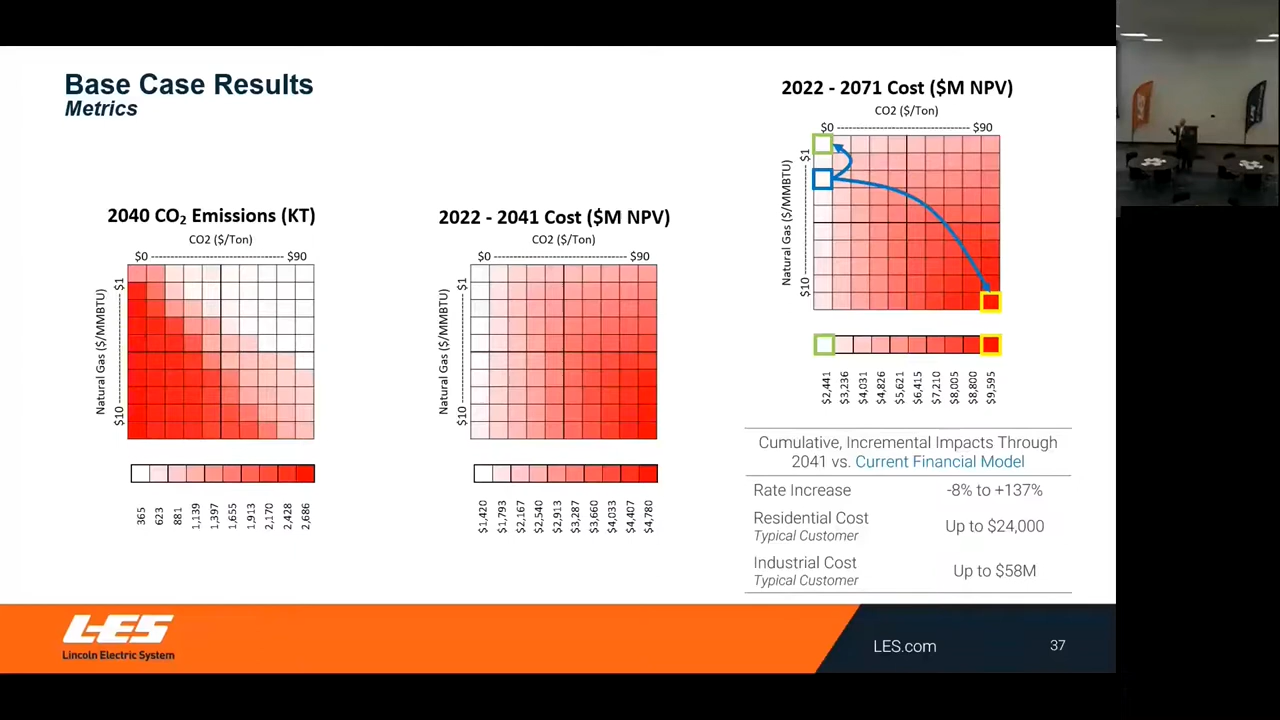 Base Case Results
Metrics
2040 CO₂ Emissions (KT)
CO2 ($/Ton)
$0 ---------------------------- $90
Natural Gas ($/MMBTU)
$1 ---------------------------- $10
365 623 881 1,139 1,397 1,655 1,913 2,170 2,428 2,686
2022 - 2041 Cost ($M NPV)
CO2 ($/Ton)
$0 ---------------------------- $90
Natural Gas ($/MMBTU)
$1 ---------------------------- $10
$1,420 $1,793 $2,167 $2,540 $2,913 $3,287 $3,660 $4,033 $4,407 $4,780
2022 - 2071 Cost ($M NPV)
CO2 ($/Ton)
$0 ---------------------------- $90
Natural Gas ($/MMBTU)
$1 ---------------------------- $10
$2,441 $3,236 $4,031 $4,826 $5,621 $6,415 $7,210 $8,005 $8,800 $9,595
Cumulative, Incremental Impacts Through
2041 vs. Current Financial Model
Rate Increase -8% to +137%
Residential Cost Up to $24,000
Typical Customer
Industrial Cost Up to $58M
Typical Customer
LES
Lincoln Electric System
LES.com 37